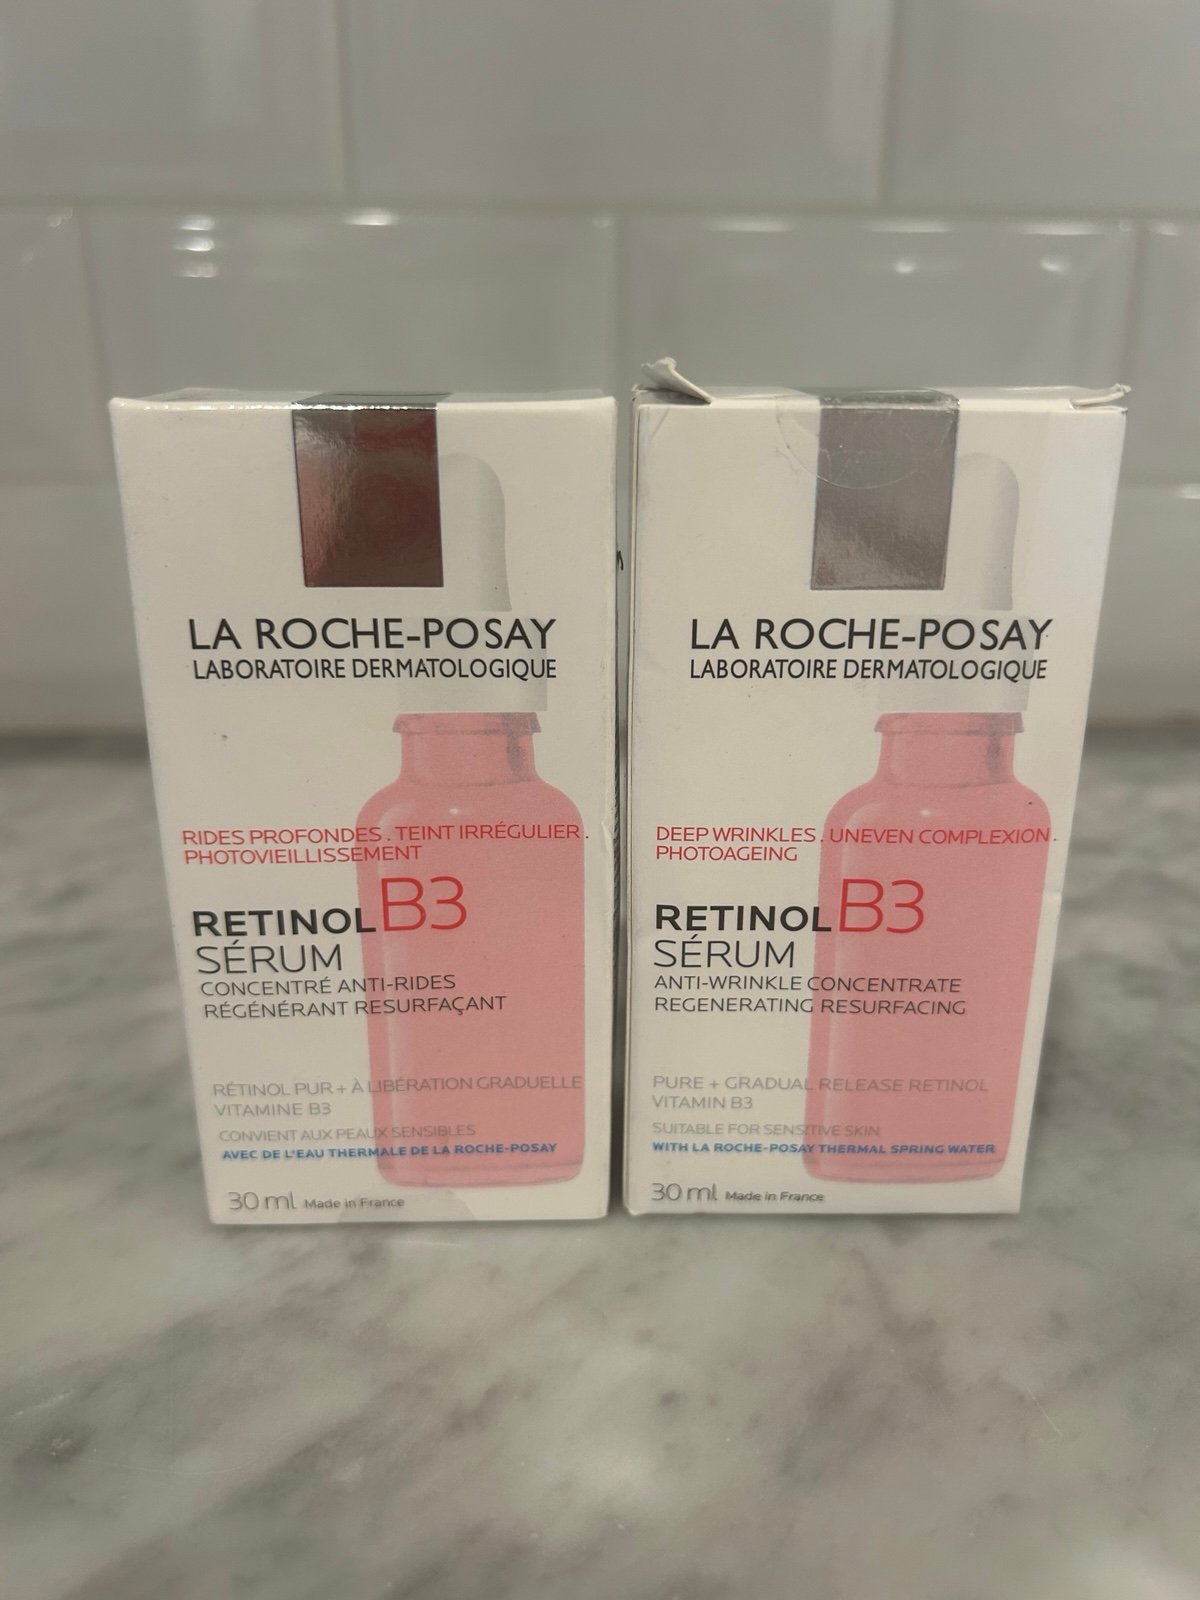 LA ROCHE-POSAY
LABORATOIRE DERMATOLOGIQUE
RIDES PROFONDES . TEINT IRRÉGULIER .
PHOTOVIEILLISSEMENT
RETINOL B3
SÉRUM
CONCENTRÉ ANTI-RIDES
RÉGÉNÉRANT RESURFAÇANT
RÉTINOL PUR + À LIBÉRATION GRADUELLE
VITAMINE B3
CONVIENT AUX PEAUX SENSIBLES
AVEC DE L'EAU THERMALE DE LA ROCHE-POSAY
30 ml Made in France
LA ROCHE-POSAY
LABORATOIRE DERMATOLOGIQUE
DEEP WRINKLES . UNEVEN COMPLEXION .
PHOTOAGEING
RETINOL B3
SÉRUM
ANTI-WRINKLE CONCENTRATE
REGENERATING RESURFACING
PURE + GRADUAL RELEASE RETINOL
VITAMIN B3
SUITABLE FOR SENSITIVE SKIN
WITH LA ROCHE-POSAY THERMAL SPRING WATER
30 ml Made in France